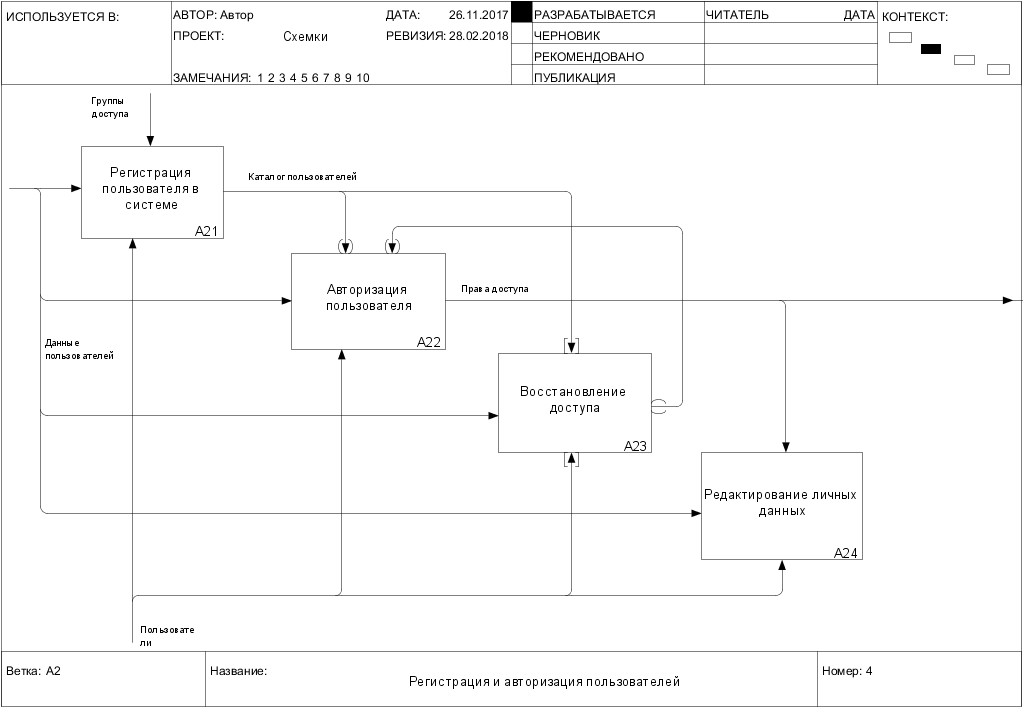 ИСПОЛЬЗУЕТСЯ В:
АВТОР: Автор
ДАТА: 26.11.2017
РАЗРАБАТЫВАЕТСЯ
ЧИТАТЕЛЬ
ДАТА
КОНТЕКСТ:
ПРОЕКТ: Схемки
РЕВИЗИЯ: 28.02.2018
ЧЕРНОВИК
РЕКОМЕНДОВАНО
ЗАМЕЧАНИЯ: 1 2 3 4 5 6 7 8 9 10
ПУБЛИКАЦИЯ
Группы
доступа
Регистрация
пользователя в
системе
A21
Каталог пользователей
Авторизация
пользователя
A22
Права доступа
Данные
пользователей
Восстановление
доступа
A23
Редактирование личных
данных
A24
Пользовате
ли
Ветка: A2
Название:
Регистрация и авторизация пользователей
Номер: 4